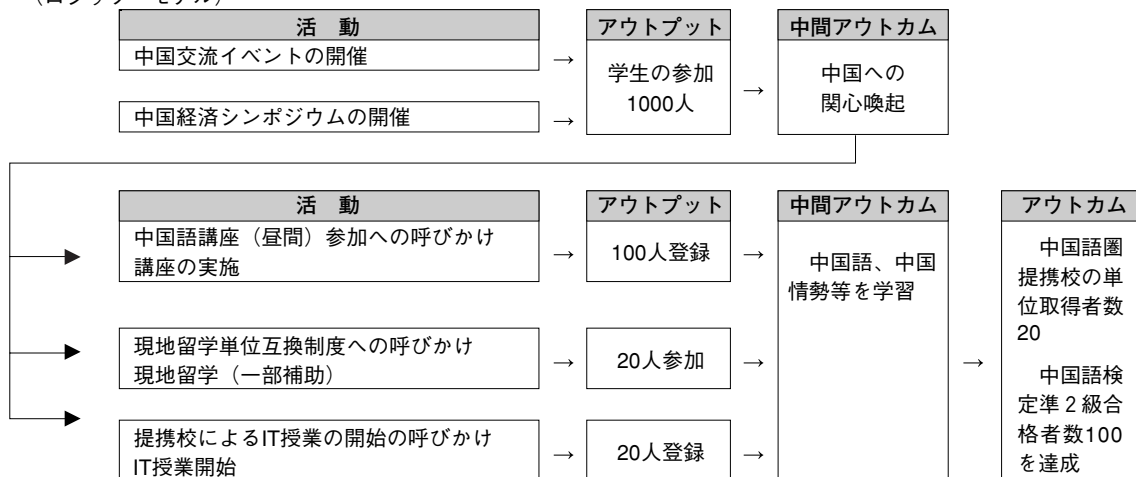 （ロジック・モデル）
活　動
中国交流イベントの開催
→
中国経済シンポジウムの開催
→
アウトプット
学生の参加
1000人
→
中間アウトカム
中国への
関心喚起
活　動
中国語講座（昼間）参加への呼びかけ
講座の実施
→
アウトプット
100人登録
→
現地留学単位互換制度への呼びかけ
現地留学（一部補助）
→
20人参加
→
提携校によるIT授業の開始の呼びかけ
IT授業開始
→
20人登録
→
中間アウトカム
中国語、中国
情勢等を学習
→
アウトカム
中国語圏
提携校の単
位取得者数
20
中国語検
定準２級合
格者数100
を達成